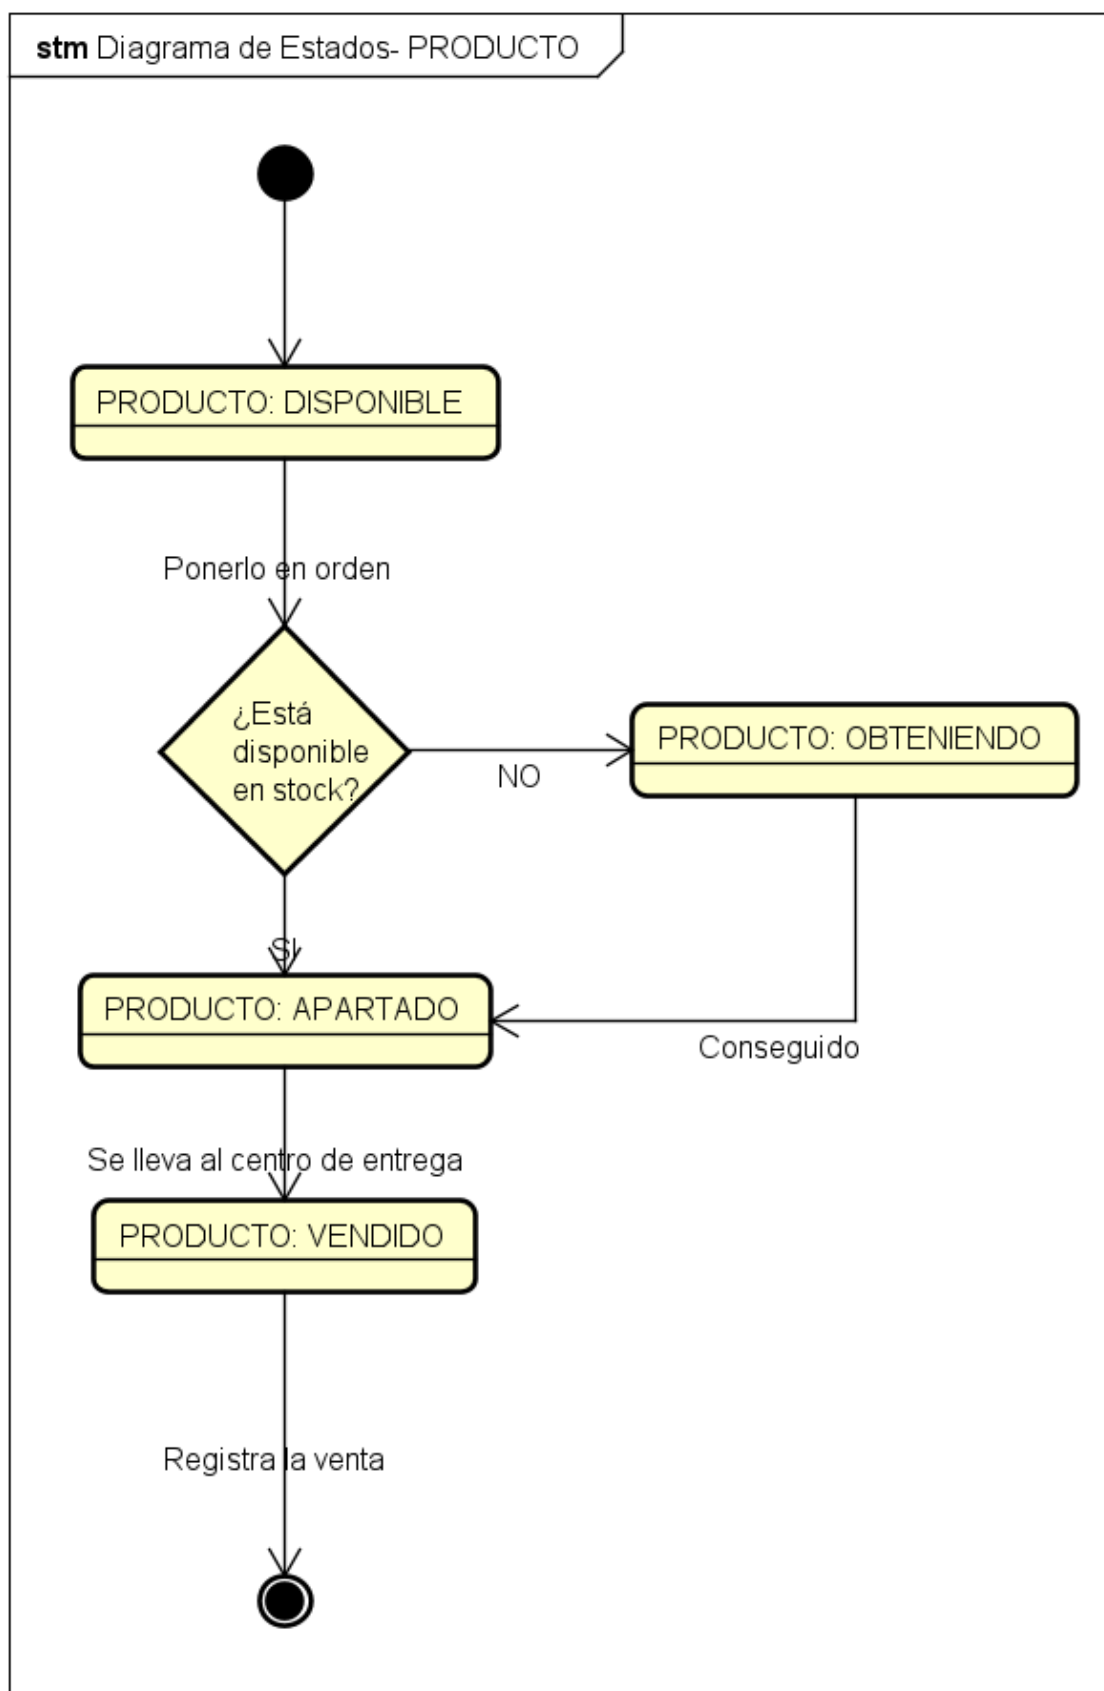 stm Diagrama de Estados- PRODUCTO
PRODUCTO: DISPONIBLE
Ponerlo en orden
¿Está
disponible
en stock?
NO
PRODUCTO: OBTENIENDO
SI
PRODUCTO: APARTADO
Conseguido
Se lleva al centro de entrega
PRODUCTO: VENDIDO
Registra la venta